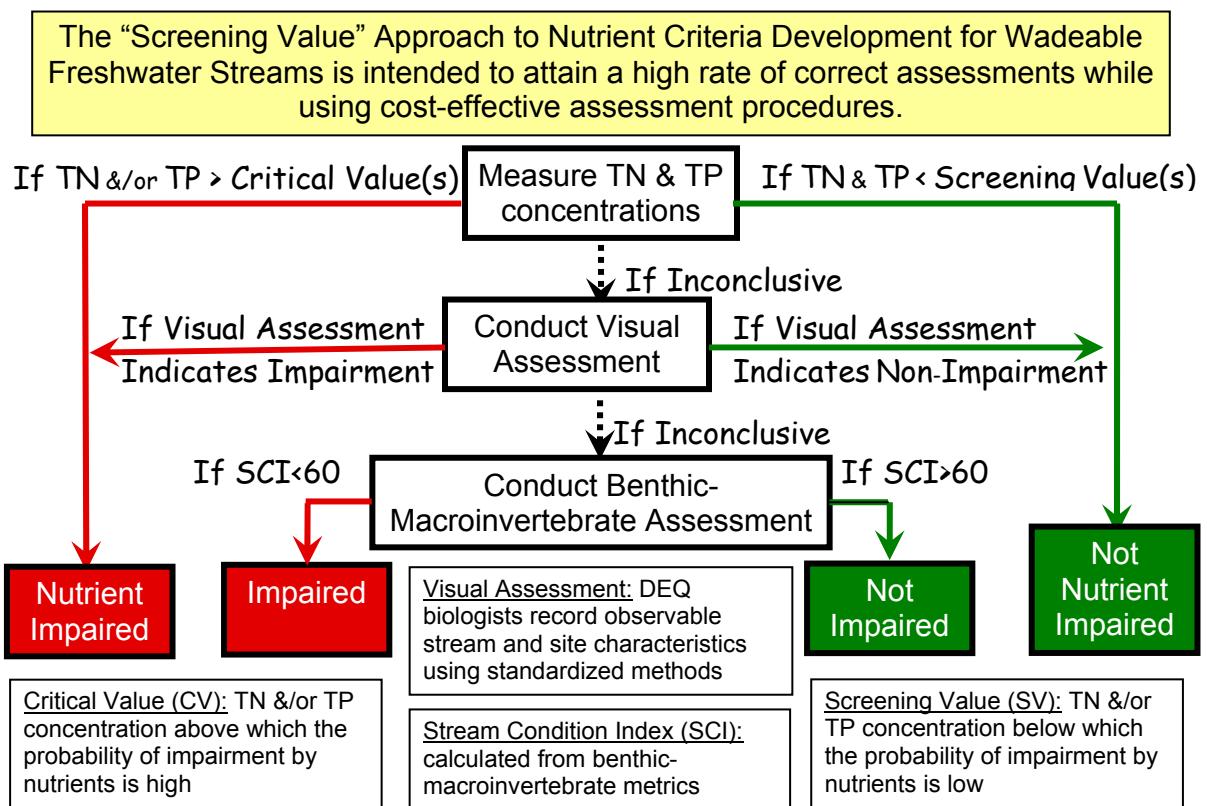 The “Screening Value” Approach to Nutrient Criteria Development for Wadeable
Freshwater Streams is intended to attain a high rate of correct assessments while
using cost-effective assessment procedures.
If TN &/or TP > Critical Value(s)
Measure TN & TP
concentrations
If TN & TP < Screening Value(s)
If Inconclusive
If Visual Assessment
Indicates Impairment
Conduct Visual
Assessment
If Visual Assessment
Indicates Non-Impairment
If Inconclusive
If SCI<60
Conduct Benthic-
Macroinvertebrate Assessment
If SCI>60
Nutrient
Impaired
Impaired
Visual Assessment: DEQ
biologists record observable
stream and site characteristics
using standardized methods
Not
Impaired
Not
Nutrient
Impaired
Critical Value (CV): TN &/or TP
concentration above which the
probability of impairment by
nutrients is high
Stream Condition Index (SCI):
calculated from benthic-
macroinvertebrate metrics
Screening Value (SV): TN &/or
TP concentration below which
the probability of impairment by
nutrients is low